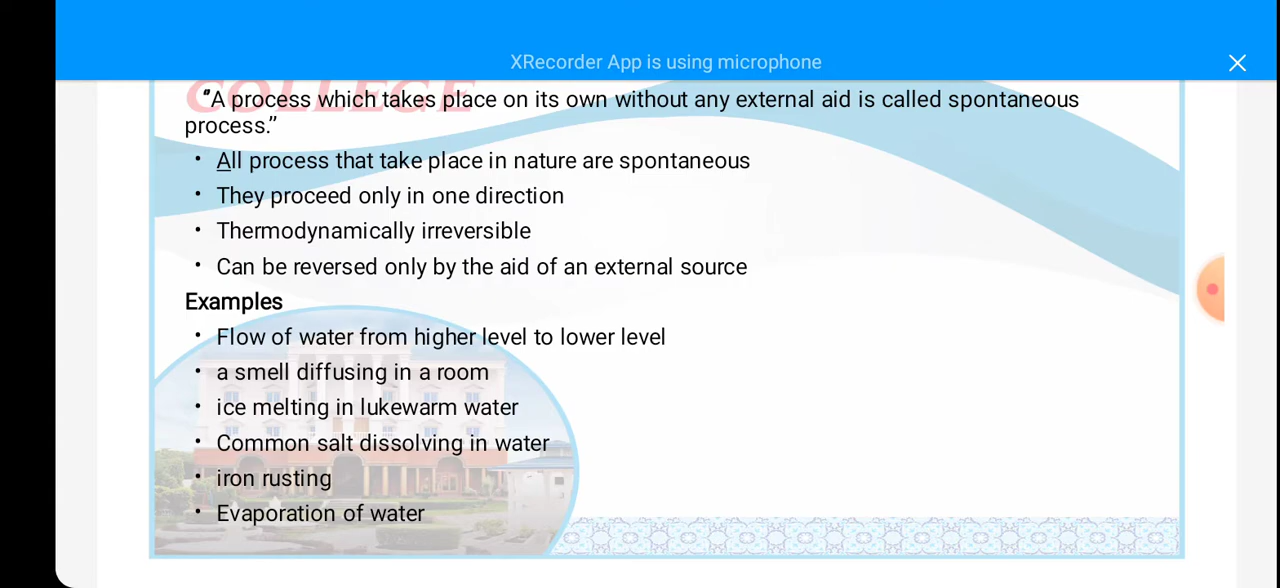 XRecorder App is using microphone
COLLEGE
"A process which takes place on its own without any external aid is called spontaneous
process.”
• All process that take place in nature are spontaneous
• They proceed only in one direction
• Thermodynamically irreversible
• Can be reversed only by the aid of an external source
Examples
• Flow of water from higher level to lower level
• a smell diffusing in a room
• ice melting in lukewarm water
• Common salt dissolving in water
• iron rusting
• Evaporation of water